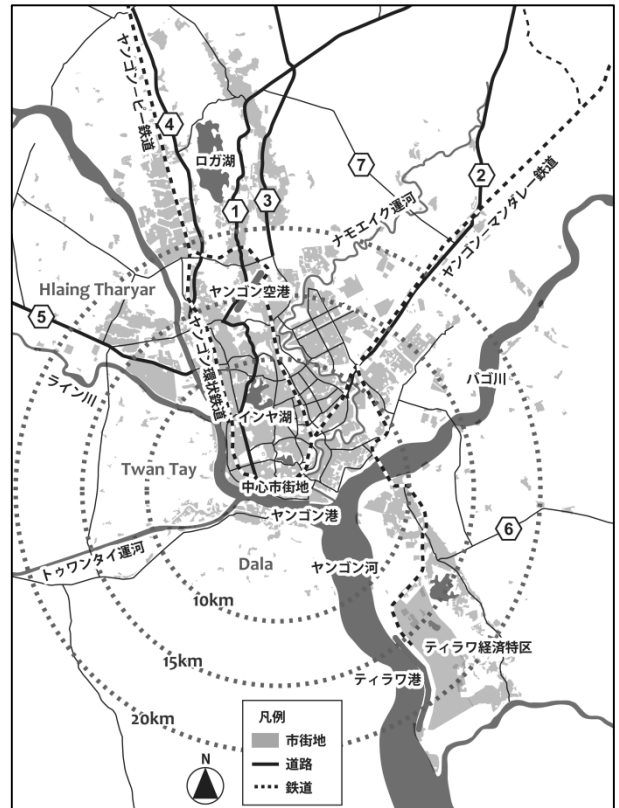 ヤンゴン－ピー鉄道
4
ロガ湖
7
2
1
3
ナモエイク運河
ヤンゴン－マンダレー鉄道
Hlaing Tharyar
ヤンゴン空港
5
ヤンゴン環状鉄道
ライン川
バゴ川
インヤ湖
Twan Tay
中心市街地
ヤンゴン港
6
トゥワンタイ運河
Dala
ヤンゴン河
10km
ティラワ経済特区
15km
ティラワ港
20km
凡例
市街地
道路
鉄道
N